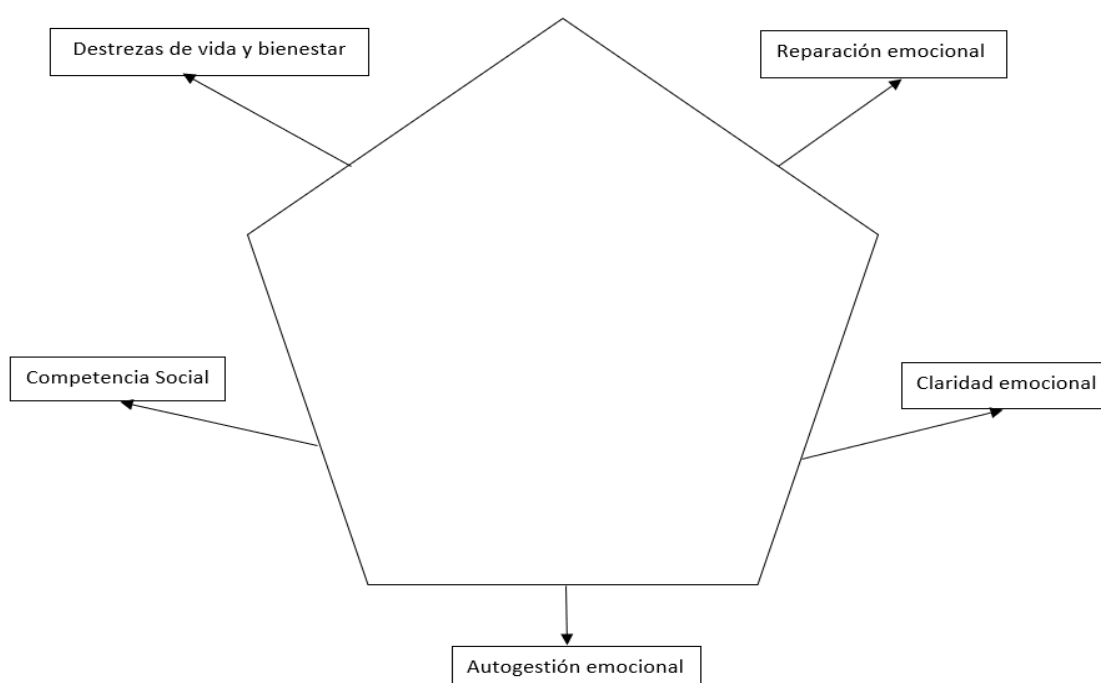 Destrezas de vida y bienestar
Reparación emocional
Competencia Social
Claridad emocional
Autogestión emocional